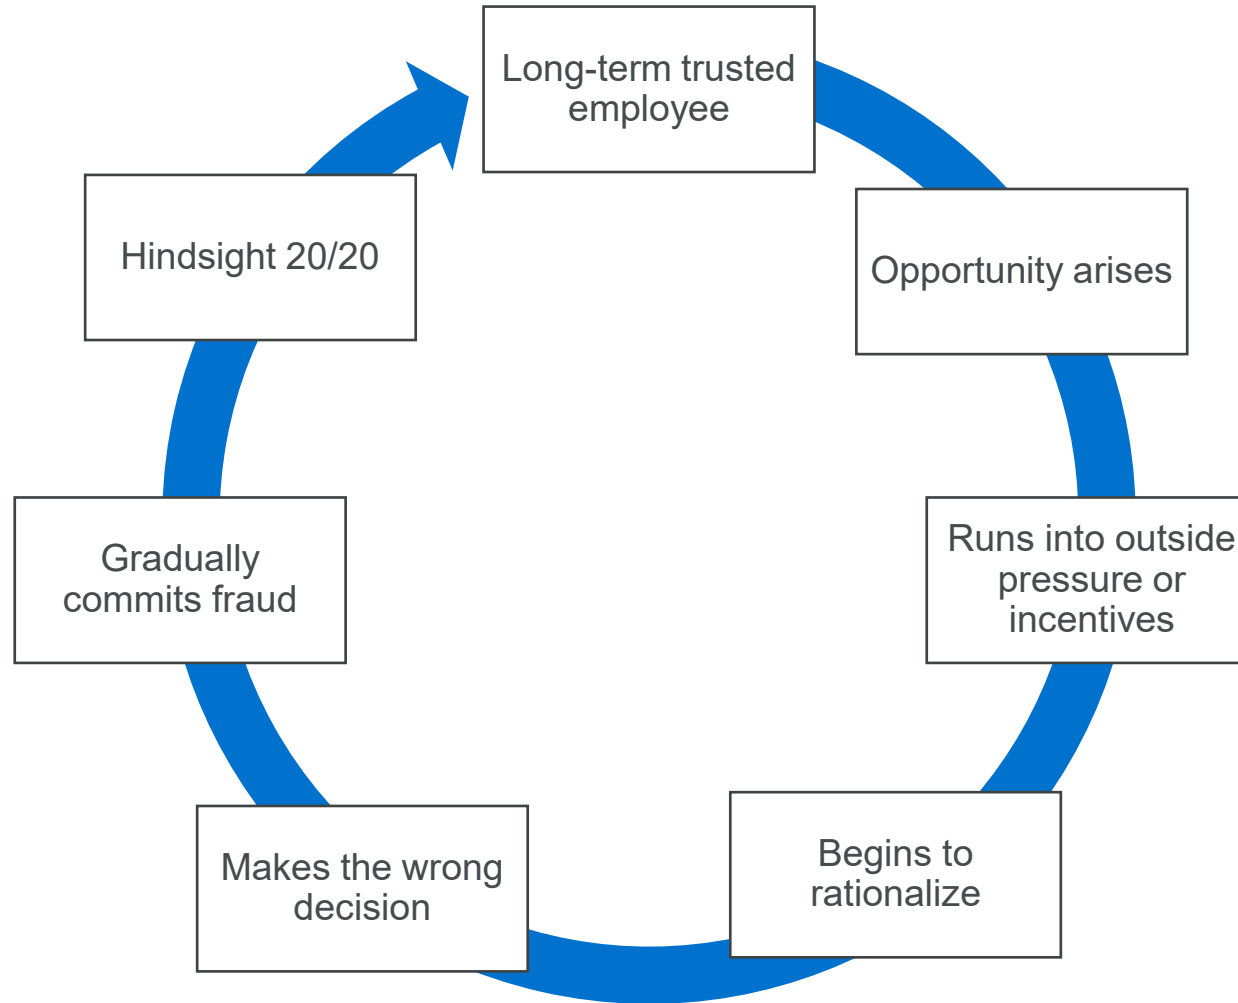 Long-term trusted
employee
Opportunity arises
Runs into outside
pressure or
incentives
Begins to
rationalize
Makes the wrong
decision
Gradually
commits fraud
Hindsight 20/20